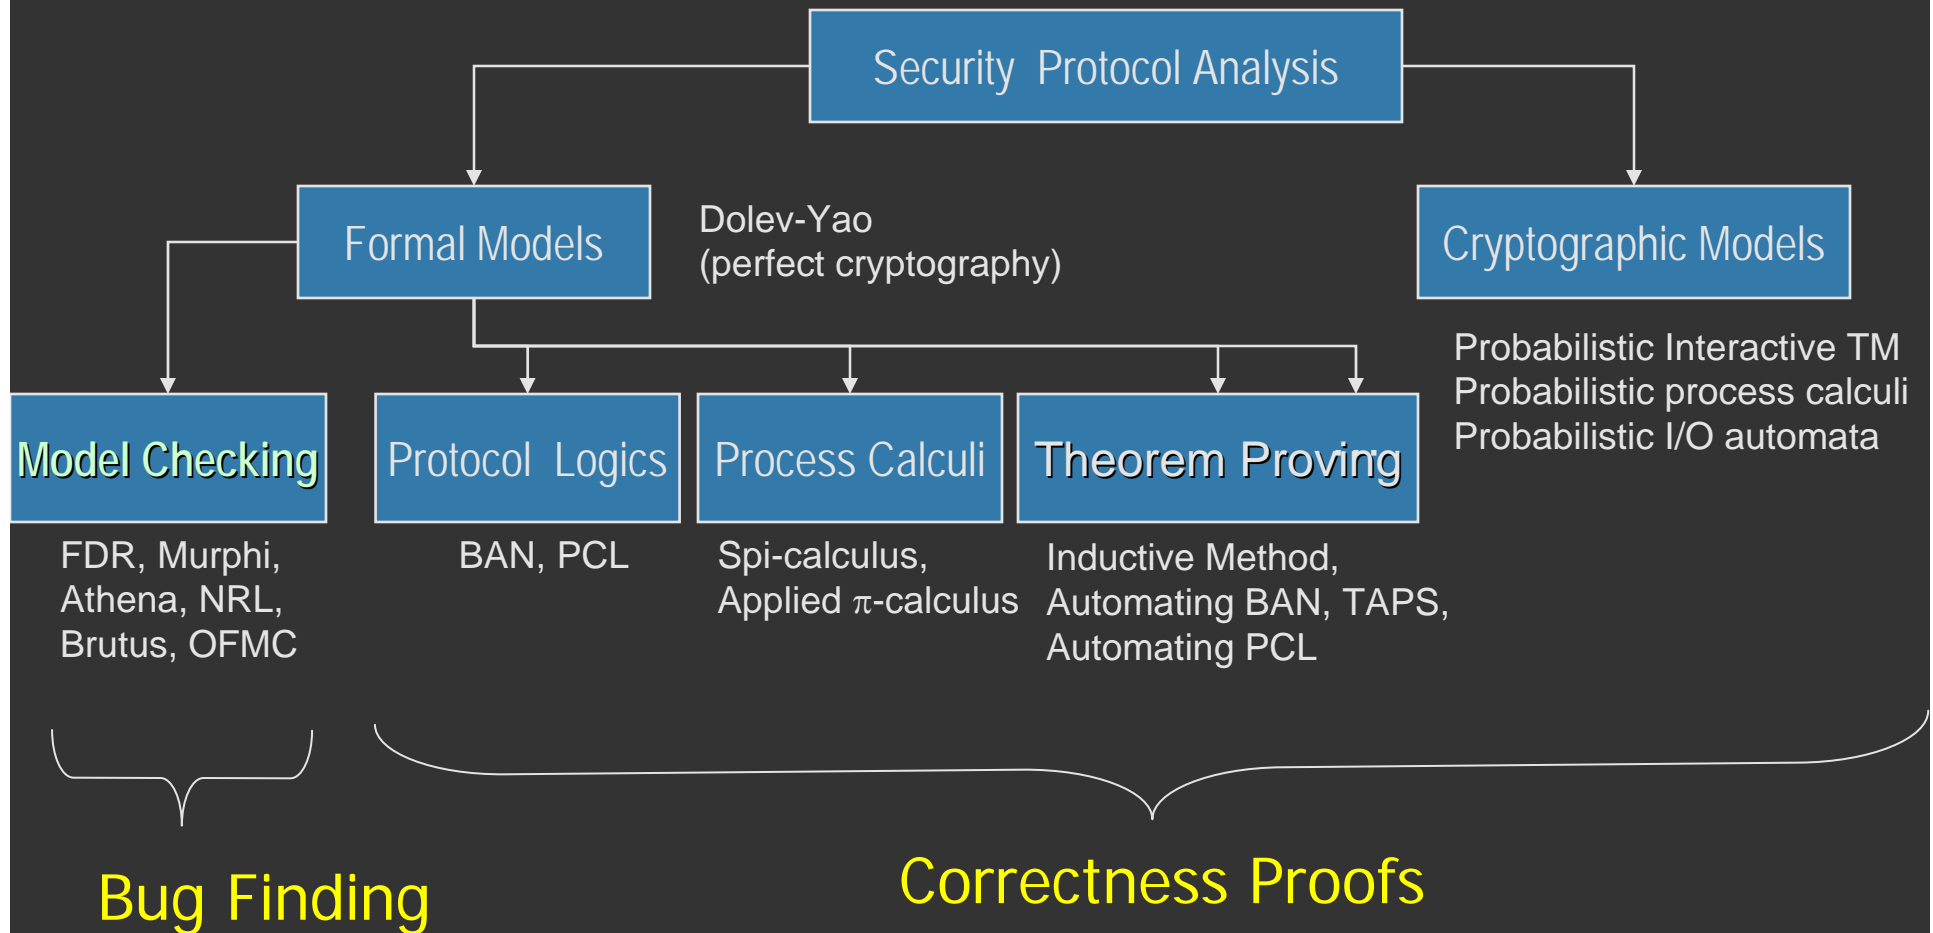 Security Protocol Analysis
Formal Models
Dolev-Yao
(perfect cryptography)
Cryptographic Models
Probabilistic Interactive TM
Probabilistic process calculi
Probabilistic I/O automata
Model Checking
Protocol Logics
Process Calculi
Theorem Proving
FDR, Murphi,
Athena, NRL,
Brutus, OFMC
BAN, PCL
Spi-calculus,
Applied π-calculus
Inductive Method,
Automating BAN, TAPS,
Automating PCL
Bug Finding
Correctness Proofs